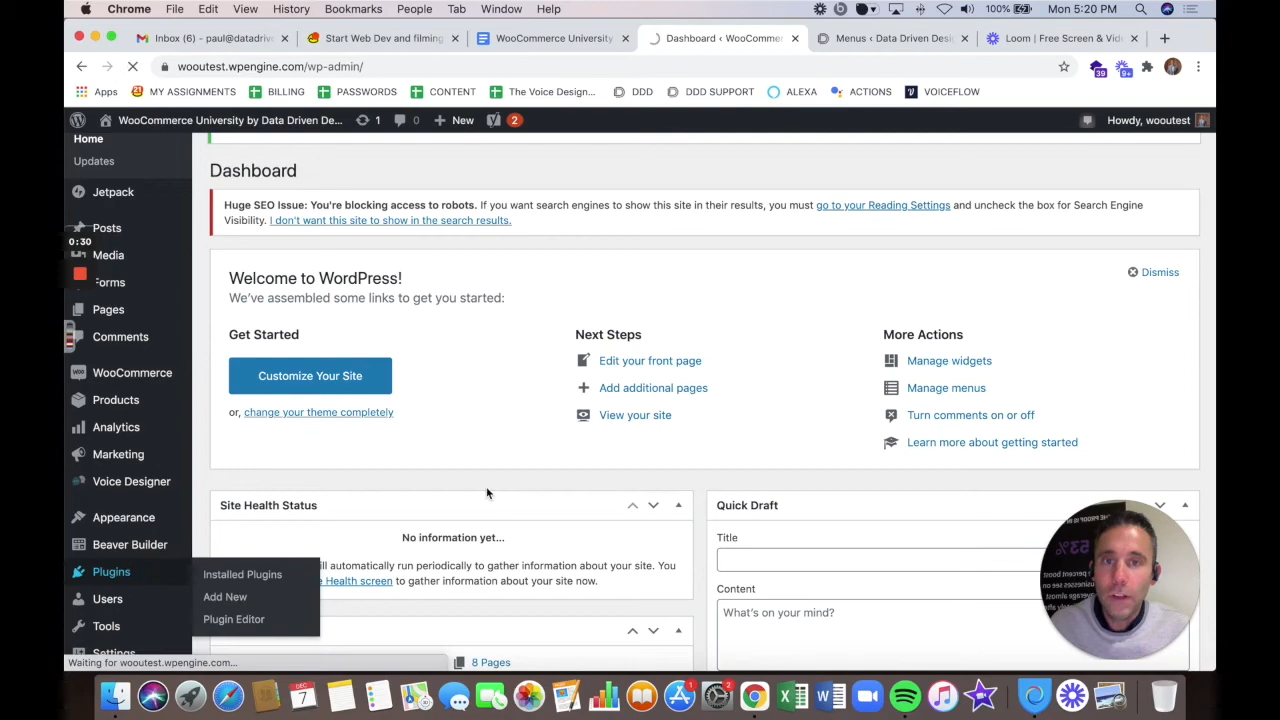 Chrome File Edit View History Bookmarks People Tab Window Help 100% Mon 5:20 PM
Inbox (6) - paul@datadrive × Start Web Dev and filming × WooCommerce University × Dashboard ‹ WooCommer × Menus ‹ Data Driven Design × Loom | Free Screen & Vid ×
wooutest.wpengine.com/wp-admin/ 39 9+
Apps MY ASSIGNMENTS BILLING PASSWORDS CONTENT The Voice Design... DDD DDD SUPPORT ALEXA ACTIONS VOICEFLOW
WooCommerce University by Data Driven De... 1 0 New 2 Howdy, wooutest
Home
Updates
Jetpack
Posts
0:30
Media
Forms
Pages
Comments
WooCommerce
Products
Analytics
Marketing
Voice Designer
Appearance
Beaver Builder
Plugins
Users
Tools
Settings
Installed Plugins
Add New
Plugin Editor
Dashboard
Huge SEO Issue: You're blocking access to robots. If you want search engines to show this site in their results, you must go to your Reading Settings and uncheck the box for Search Engine
Visibility. I don't want this site to show in the search results.
Welcome to WordPress!
Dismiss
We've assembled some links to get you started:
Get Started
Customize Your Site
or, change your theme completely
Next Steps
Edit your front page
Add additional pages
View your site
More Actions
Manage widgets
Manage menus
Turn comments on or off
Learn more about getting started
Site Health Status
No information yet...
will automatically run periodically to gather information about your site. You
Health screen to gather information about your site now.
8 Pages
Quick Draft
Title
Content
What's on your mind?
53%
Waiting for wooutest.wpengine.com...
DEC
7
1
2